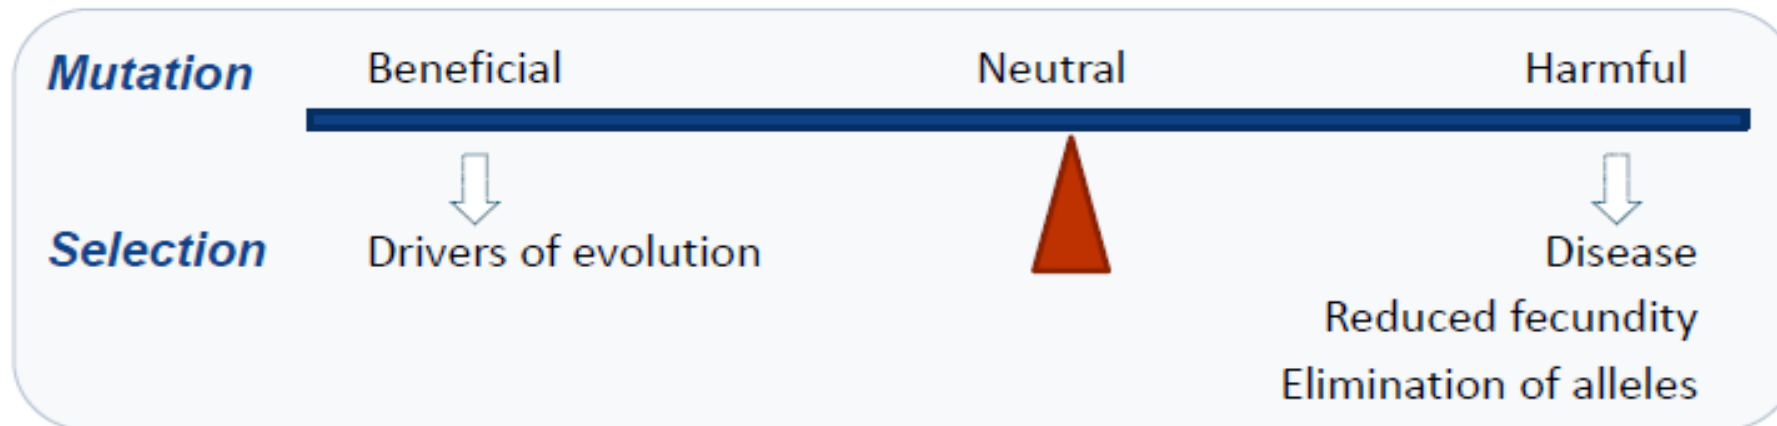 Mutation Beneficial Neutral Harmful
Selection Drivers of evolution Disease
Reduced fecundity
Elimination of alleles